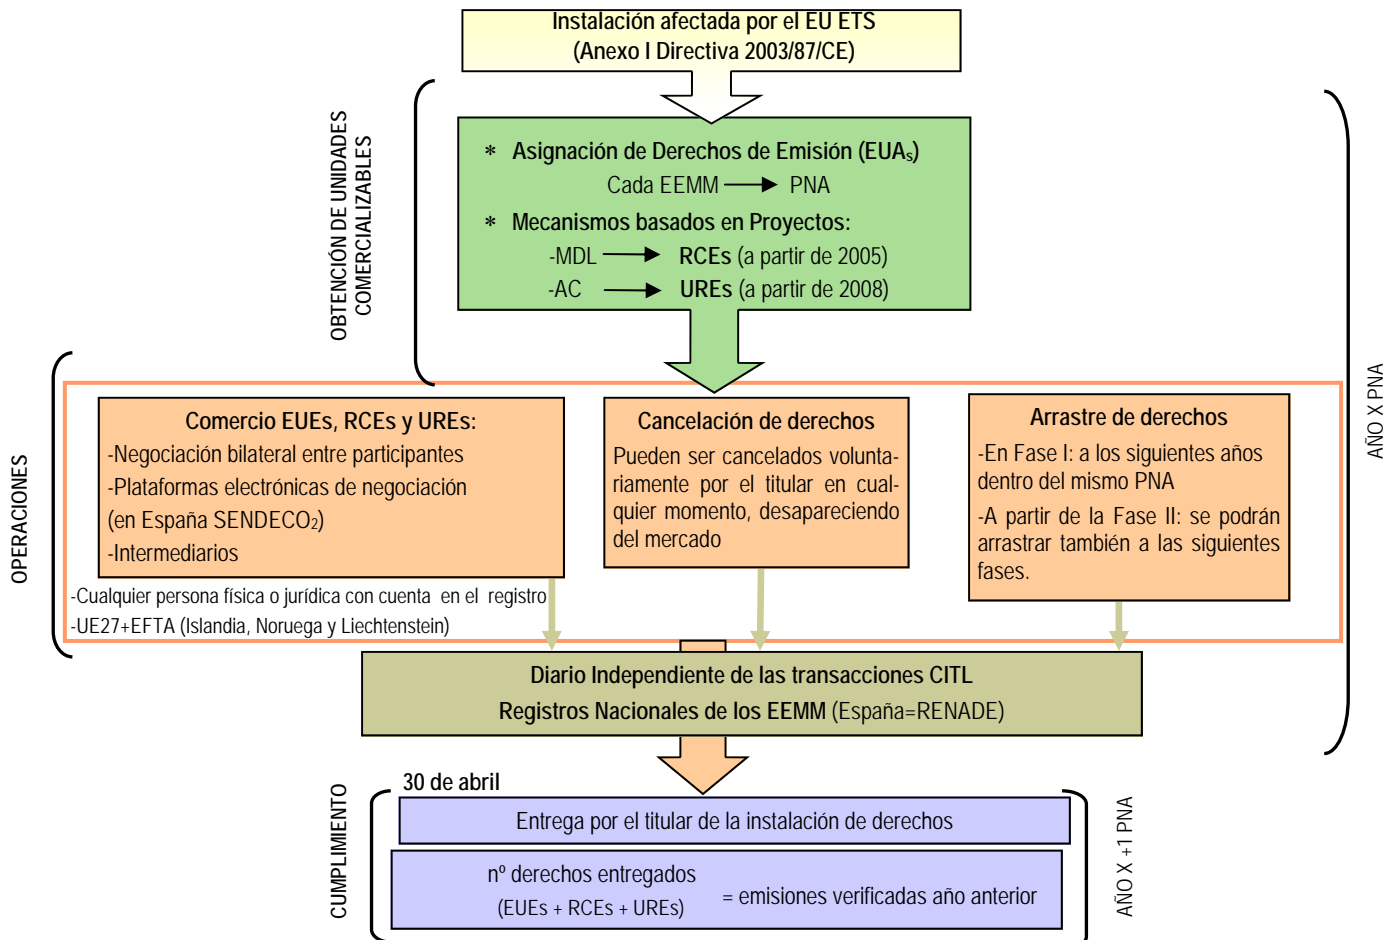 Instalación afectada por el EU ETS
(Anexo I Directiva 2003/87/CE)
OBTENCIÓN DE UNIDADES
COMERCIALIZABLES
* Asignación de Derechos de Emisión (EUAs)
Cada EEMM PNA
* Mecanismos basados en Proyectos:
-MDL RCEs (a partir de 2005)
-AC UREs (a partir de 2008)
AÑO X PNA
OPERACIONES
Comercio EUEs, RCEs y UREs:
-Negociación bilateral entre participantes
-Plataformas electrónicas de negociación
(en España SENDECO2)
-Intermediarios
-Cualquier persona física o jurídica con cuenta en el registro
-UE27+EFTA (Islandia, Noruega y Liechtenstein)
Cancelación de derechos
Pueden ser cancelados volunta-
riamente por el titular en cual-
quier momento, desapareciendo
del mercado
Arrastre de derechos
-En Fase I: a los siguientes años
dentro del mismo PNA
-A partir de la Fase II: se podrán
arrastrar también a las siguientes
fases.
Diario Independiente de las transacciones CITL
Registros Nacionales de los EEMM (España=RENADE)
CUMPLIMIENTO
30 de abril
Entrega por el titular de la instalación de derechos
nº derechos entregados
(EUEs + RCEs + UREs)
= emisiones verificadas año anterior
AÑO X +1 PNA